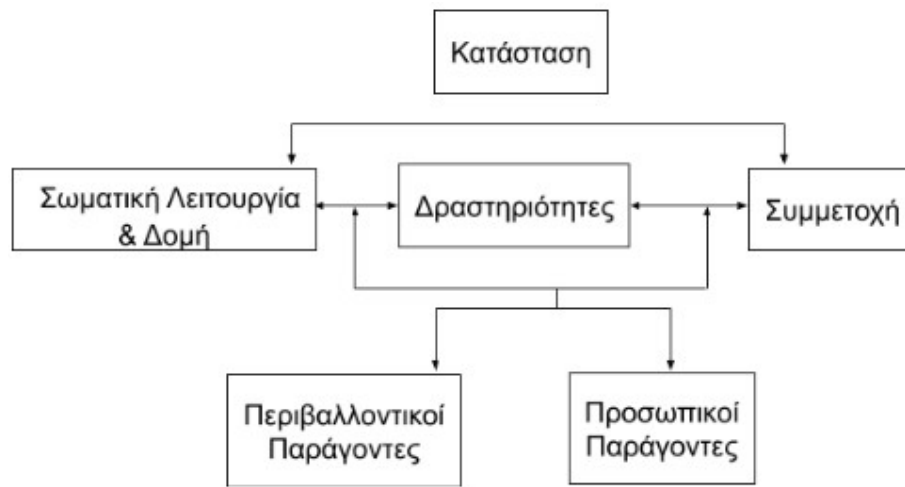 Κατάσταση
Σωματική Λειτουργία
& Δομή
Δραστηριότητες
Συμμετοχή
Περιβαλλοντικοί
Παράγοντες
Προσωπικοί
Παράγοντες